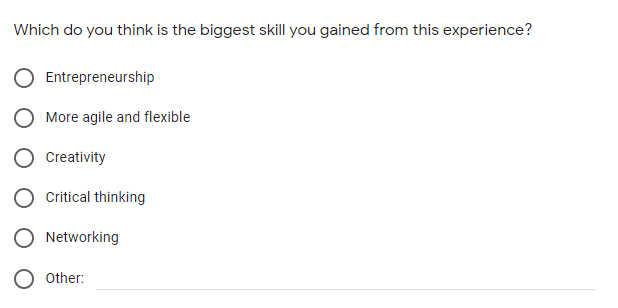 Which do you think is the biggest skill you gained from this experience?
Entrepreneurship
More agile and flexible
Creativity
Critical thinking
Networking
Other: